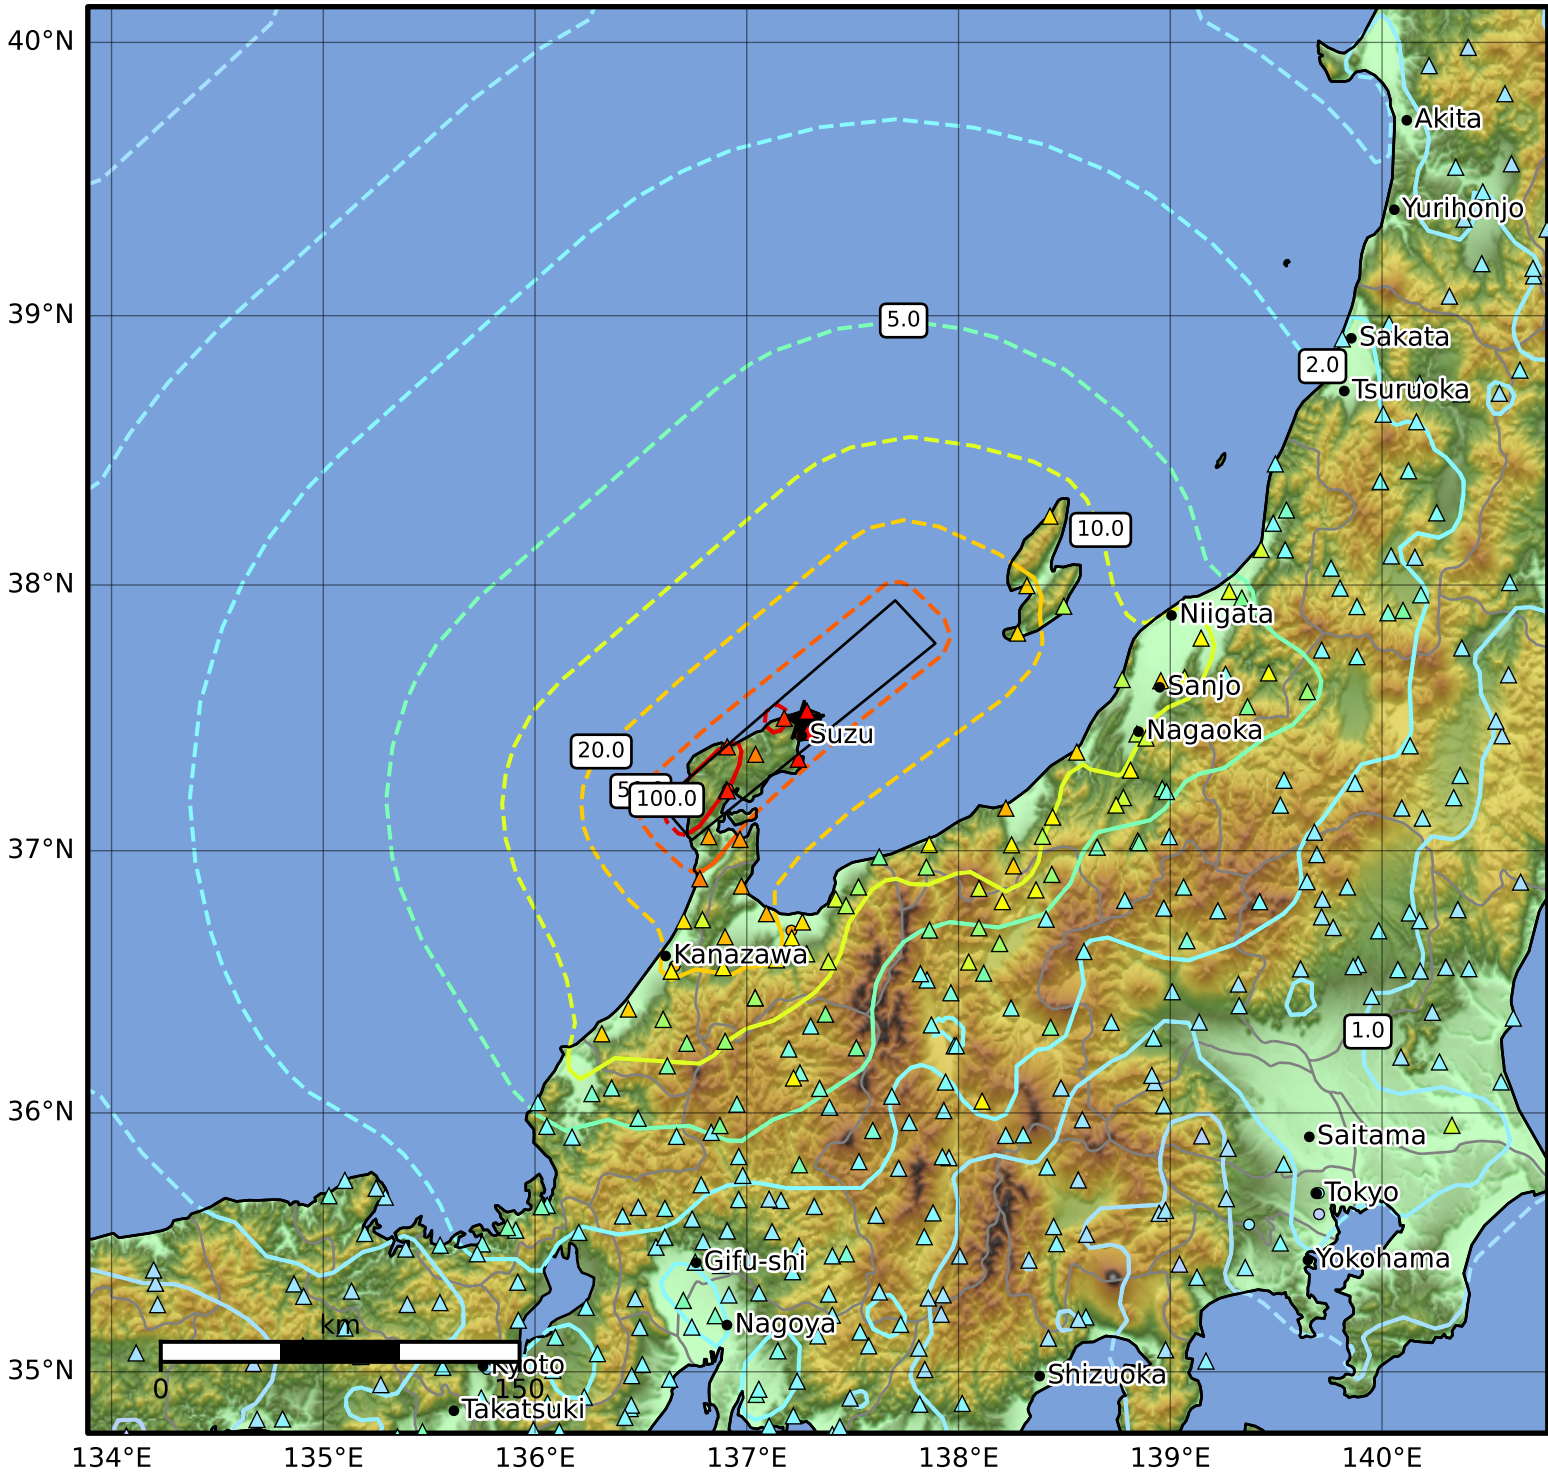 40°N
Akita
Yurihonjo
39°N
5.0
Sakata
2.0
Tsuruoka
10.0
38°N
Niigata
Sanjo
Suzu
Nagaoka
20.0
100.0
37°N
Kanazawa
1.0
36°N
Saitama
Tokyo
Gifu-shi
Yokohama
km
Nagoya
35°N
Kyoto
Shizuoka
0
150
Takatsuki
134°E
135°E
136°E
137°E
138°E
139°E
140°E